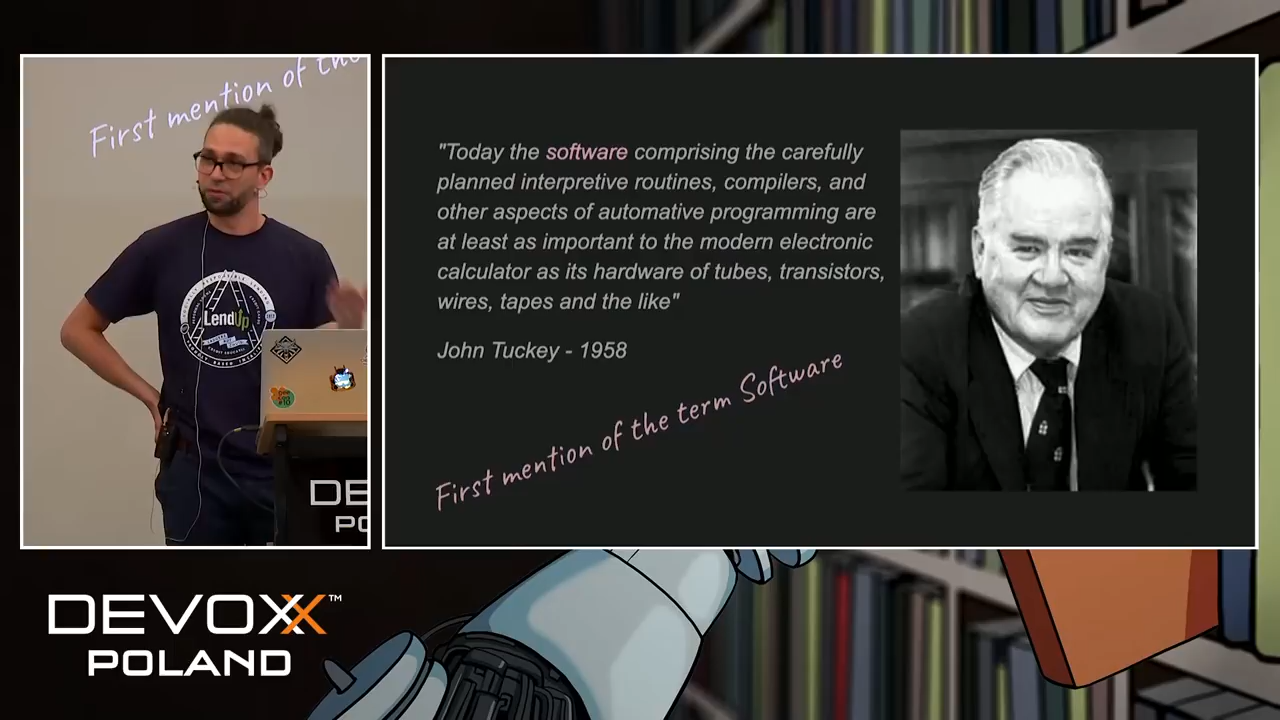 First mention of the
LendUp
DE
PO
"Today the software comprising the carefully
planned interpretive routines, compilers, and
other aspects of automative programming are
at least as important to the modern electronic
calculator as its hardware of tubes, transistors,
wires, tapes and the like"
John Tuckey - 1958
First mention of the term Software
DEVOXX™
POLAND